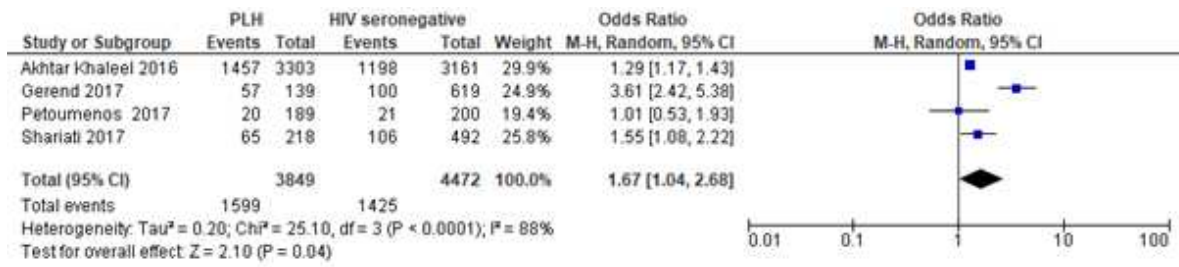 PLH HIV seronegative Odds Ratio Odds Ratio
Study or Subgroup Events Total Events Total Weight M-H, Random, 95% CI M-H, Random, 95% CI
Akhtar Khaleel 2016 1457 3303 1198 3161 29.9% 1.29 [1.17, 1.43]
Gerend 2017 57 139 100 619 24.9% 3.61 [2.42, 5.38]
Petoumenos 2017 20 189 21 200 19.4% 1.01 [0.53, 1.93]
Shariati 2017 65 218 106 492 25.8% 1.55 [1.08, 2.22]
Total (95% CI) 3849 4472 100.0% 1.67 [1.04, 2.68]
Total events 1599 1425
Heterogeneity: Tau² = 0.20; Chi² = 25.10, df = 3 (P < 0.0001); I² = 88%
Test for overall effect: Z = 2.10 (P = 0.04)
0.01 0.1 1 10 100